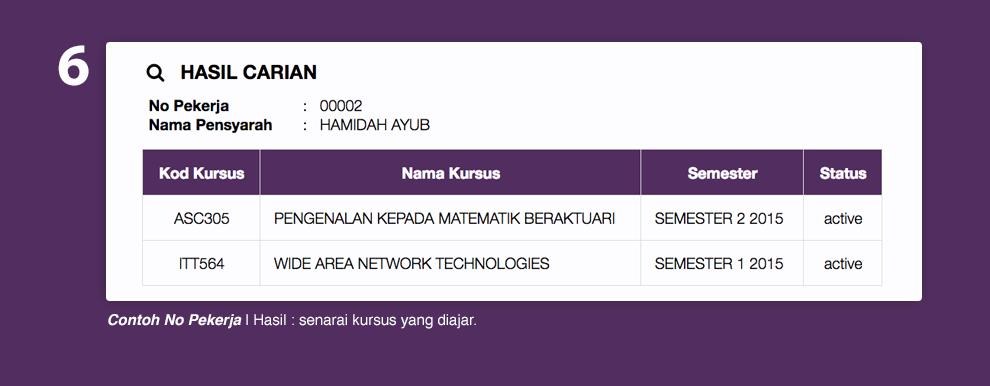 6
HASIL CARIAN
No Pekerja : 00002
Nama Pensyarah : HAMIDAH AYUB
Kod Kursus Nama Kursus Semester Status
ASC305 PENGENALAN KEPADA MATEMATIK BERAKTUARI SEMESTER 2 2015 active
ITT564 WIDE AREA NETWORK TECHNOLOGIES SEMESTER 1 2015 active
Contoh No Pekerja | Hasil : senarai kursus yang diajar.